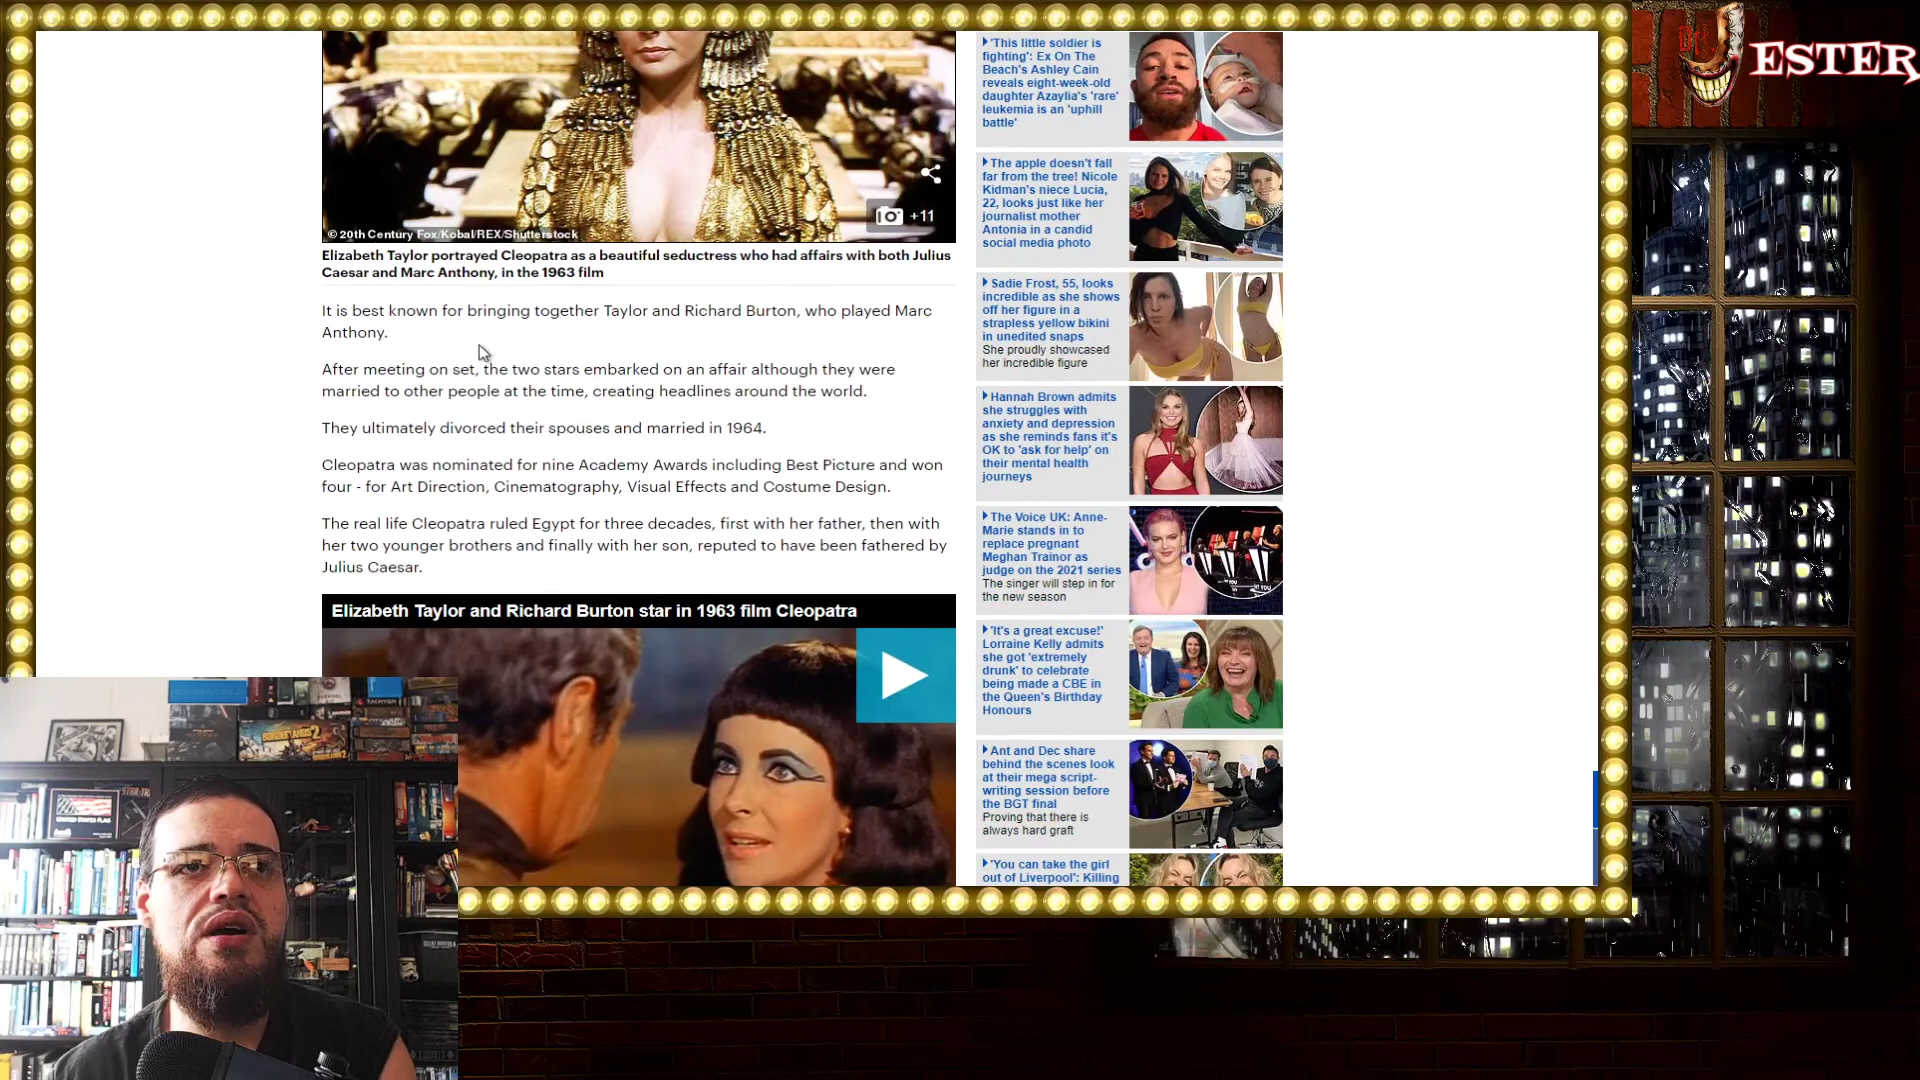 ESTER
+11
© 20th Century Fox/Kobal/REX/Shutterstock
Elizabeth Taylor portrayed Cleopatra as a beautiful seductress who had affairs with both Julius
Caesar and Marc Anthony, in the 1963 film
It is best known for bringing together Taylor and Richard Burton, who played Marc
Anthony.
After meeting on set, the two stars embarked on an affair although they were
married to other people at the time, creating headlines around the world.
They ultimately divorced their spouses and married in 1964.
Cleopatra was nominated for nine Academy Awards including Best Picture and won
four - for Art Direction, Cinematography, Visual Effects and Costume Design.
The real life Cleopatra ruled Egypt for three decades, first with her father, then with
her two younger brothers and finally with her son, reputed to have been fathered by
Julius Caesar.
Elizabeth Taylor and Richard Burton star in 1963 film Cleopatra
'This little soldier is
fighting': Ex On The
Beach's Ashley Cain
reveals eight-week-old
daughter Azaylia's 'rare'
leukemia is an 'uphill
battle'
The apple doesn't fall
far from the tree! Nicole
Kidman's niece Lucia,
22, looks just like her
journalist mother
Antonia in a candid
social media photo
Sadie Frost, 55, looks
incredible as she shows
off her figure in a
strapless yellow bikini
in unedited snaps
She proudly showcased
her incredible figure
Hannah Brown admits
she struggles with
anxiety and depression
as she reminds fans it's
OK to 'ask for help' on
their mental health
journeys
The Voice UK: Anne-
Marie stands in to
replace pregnant
Meghan Trainor as
judge on the 2021 series
The singer will step in for
the new season
'It's a great excuse!'
Lorraine Kelly admits
she got 'extremely
drunk' to celebrate
being made a CBE in
the Queen's Birthday
Honours
Ant and Dec share
behind the scenes look
at their mega script-
writing session before
the BGT final
Proving that there is
always hard graft
'You can take the girl
out of Liverpool': Killing
BORDERLANDS 2
UNITED STATES FLAG